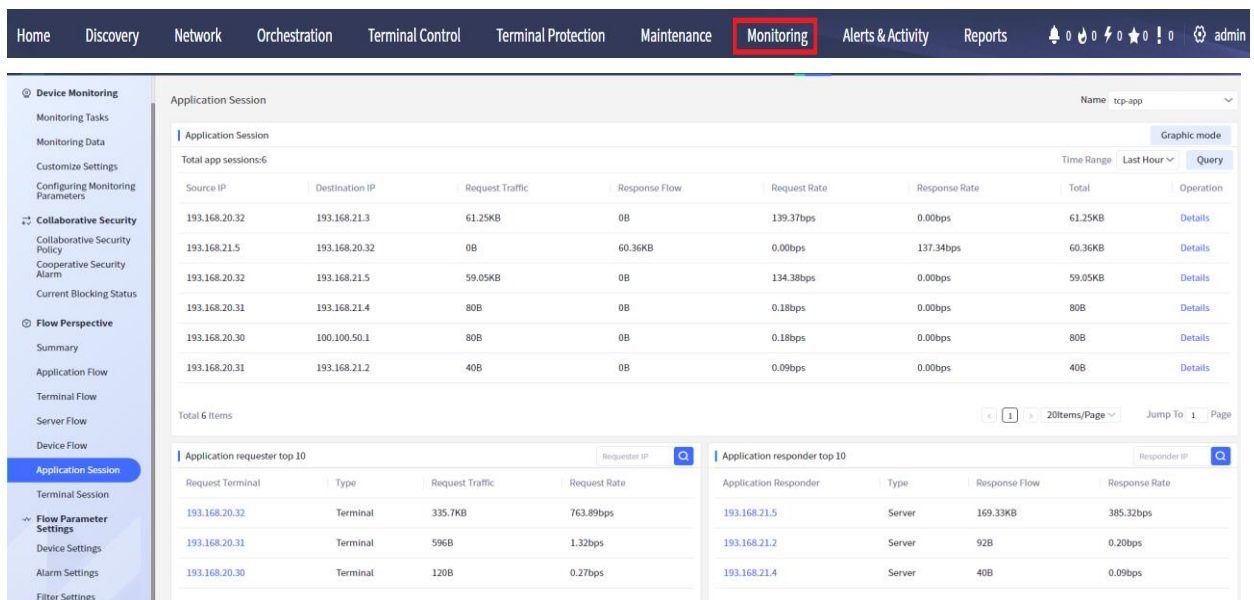 Home Discovery Network Orchestration Terminal Control Terminal Protection Maintenance Monitoring Alerts & Activity Reports 0 0 0 0 0 admin
Device Monitoring
Monitoring Tasks
Monitoring Data
Customize Settings
Configuring Monitoring
Parameters
Collaborative Security
Collaborative Security
Policy
Cooperative Security
Alarm
Current Blocking Status
Flow Perspective
Summary
Application Flow
Terminal Flow
Server Flow
Device Flow
Application Session
Terminal Session
Flow Parameter
Settings
Device Settings
Alarm Settings
Filter Settings
Application Session Name tcp-app
Application Session Graphic mode
Total app sessions:6 Time Range Last Hour Query
Source IP Destination IP Request Traffic Response Flow Request Rate Response Rate Total Operation
193.168.20.32 193.168.21.3 61.25KB 0B 139.37bps 0.00bps 61.25KB Details
193.168.21.5 193.168.20.32 0B 60.36KB 0.00bps 137.34bps 60.36KB Details
193.168.20.32 193.168.21.5 59.05KB 0B 134.38bps 0.00bps 59.05KB Details
193.168.20.31 193.168.21.4 80B 0B 0.18bps 0.00bps 80B Details
193.168.20.30 100.100.50.1 80B 0B 0.18bps 0.00bps 80B Details
193.168.20.31 193.168.21.2 40B 0B 0.09bps 0.00bps 40B Details
Total 6 Items < 1 > 20Items/Page Jump To 1 Page
Application requester top 10 Requester IP
Request Terminal Type Request Traffic Request Rate
193.168.20.32 Terminal 335.7KB 763.89bps
193.168.20.31 Terminal 596B 1.32bps
193.168.20.30 Terminal 120B 0.27bps
Application responder top 10 Responder IP
Application Responder Type Response Flow Response Rate
193.168.21.5 Server 169.33KB 385.32bps
193.168.21.2 Server 92B 0.20bps
193.168.21.4 Server 40B 0.09bps